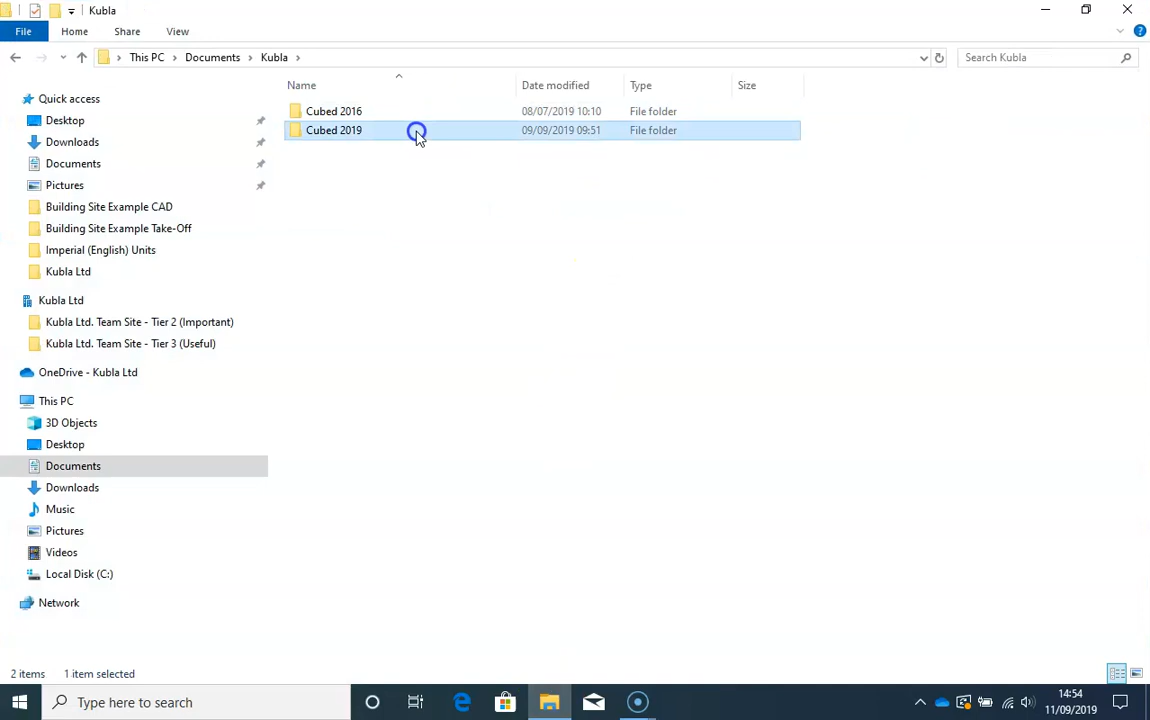 Kubla
File Home Share View
This PC Documents Kubla Search Kubla
Name Date modified Type Size
Cubed 2016 08/07/2019 10:10 File folder
Cubed 2019 09/09/2019 09:51 File folder
Quick access
Desktop
Downloads
Documents
Pictures
Building Site Example CAD
Building Site Example Take-Off
Imperial (English) Units
Kubla Ltd
Kubla Ltd
Kubla Ltd. Team Site - Tier 2 (Important)
Kubla Ltd. Team Site - Tier 3 (Useful)
OneDrive - Kubla Ltd
This PC
3D Objects
Desktop
Documents
Downloads
Music
Pictures
Videos
Local Disk (C:)
Network
2 items 1 item selected
Type here to search
14:54
11/09/2019